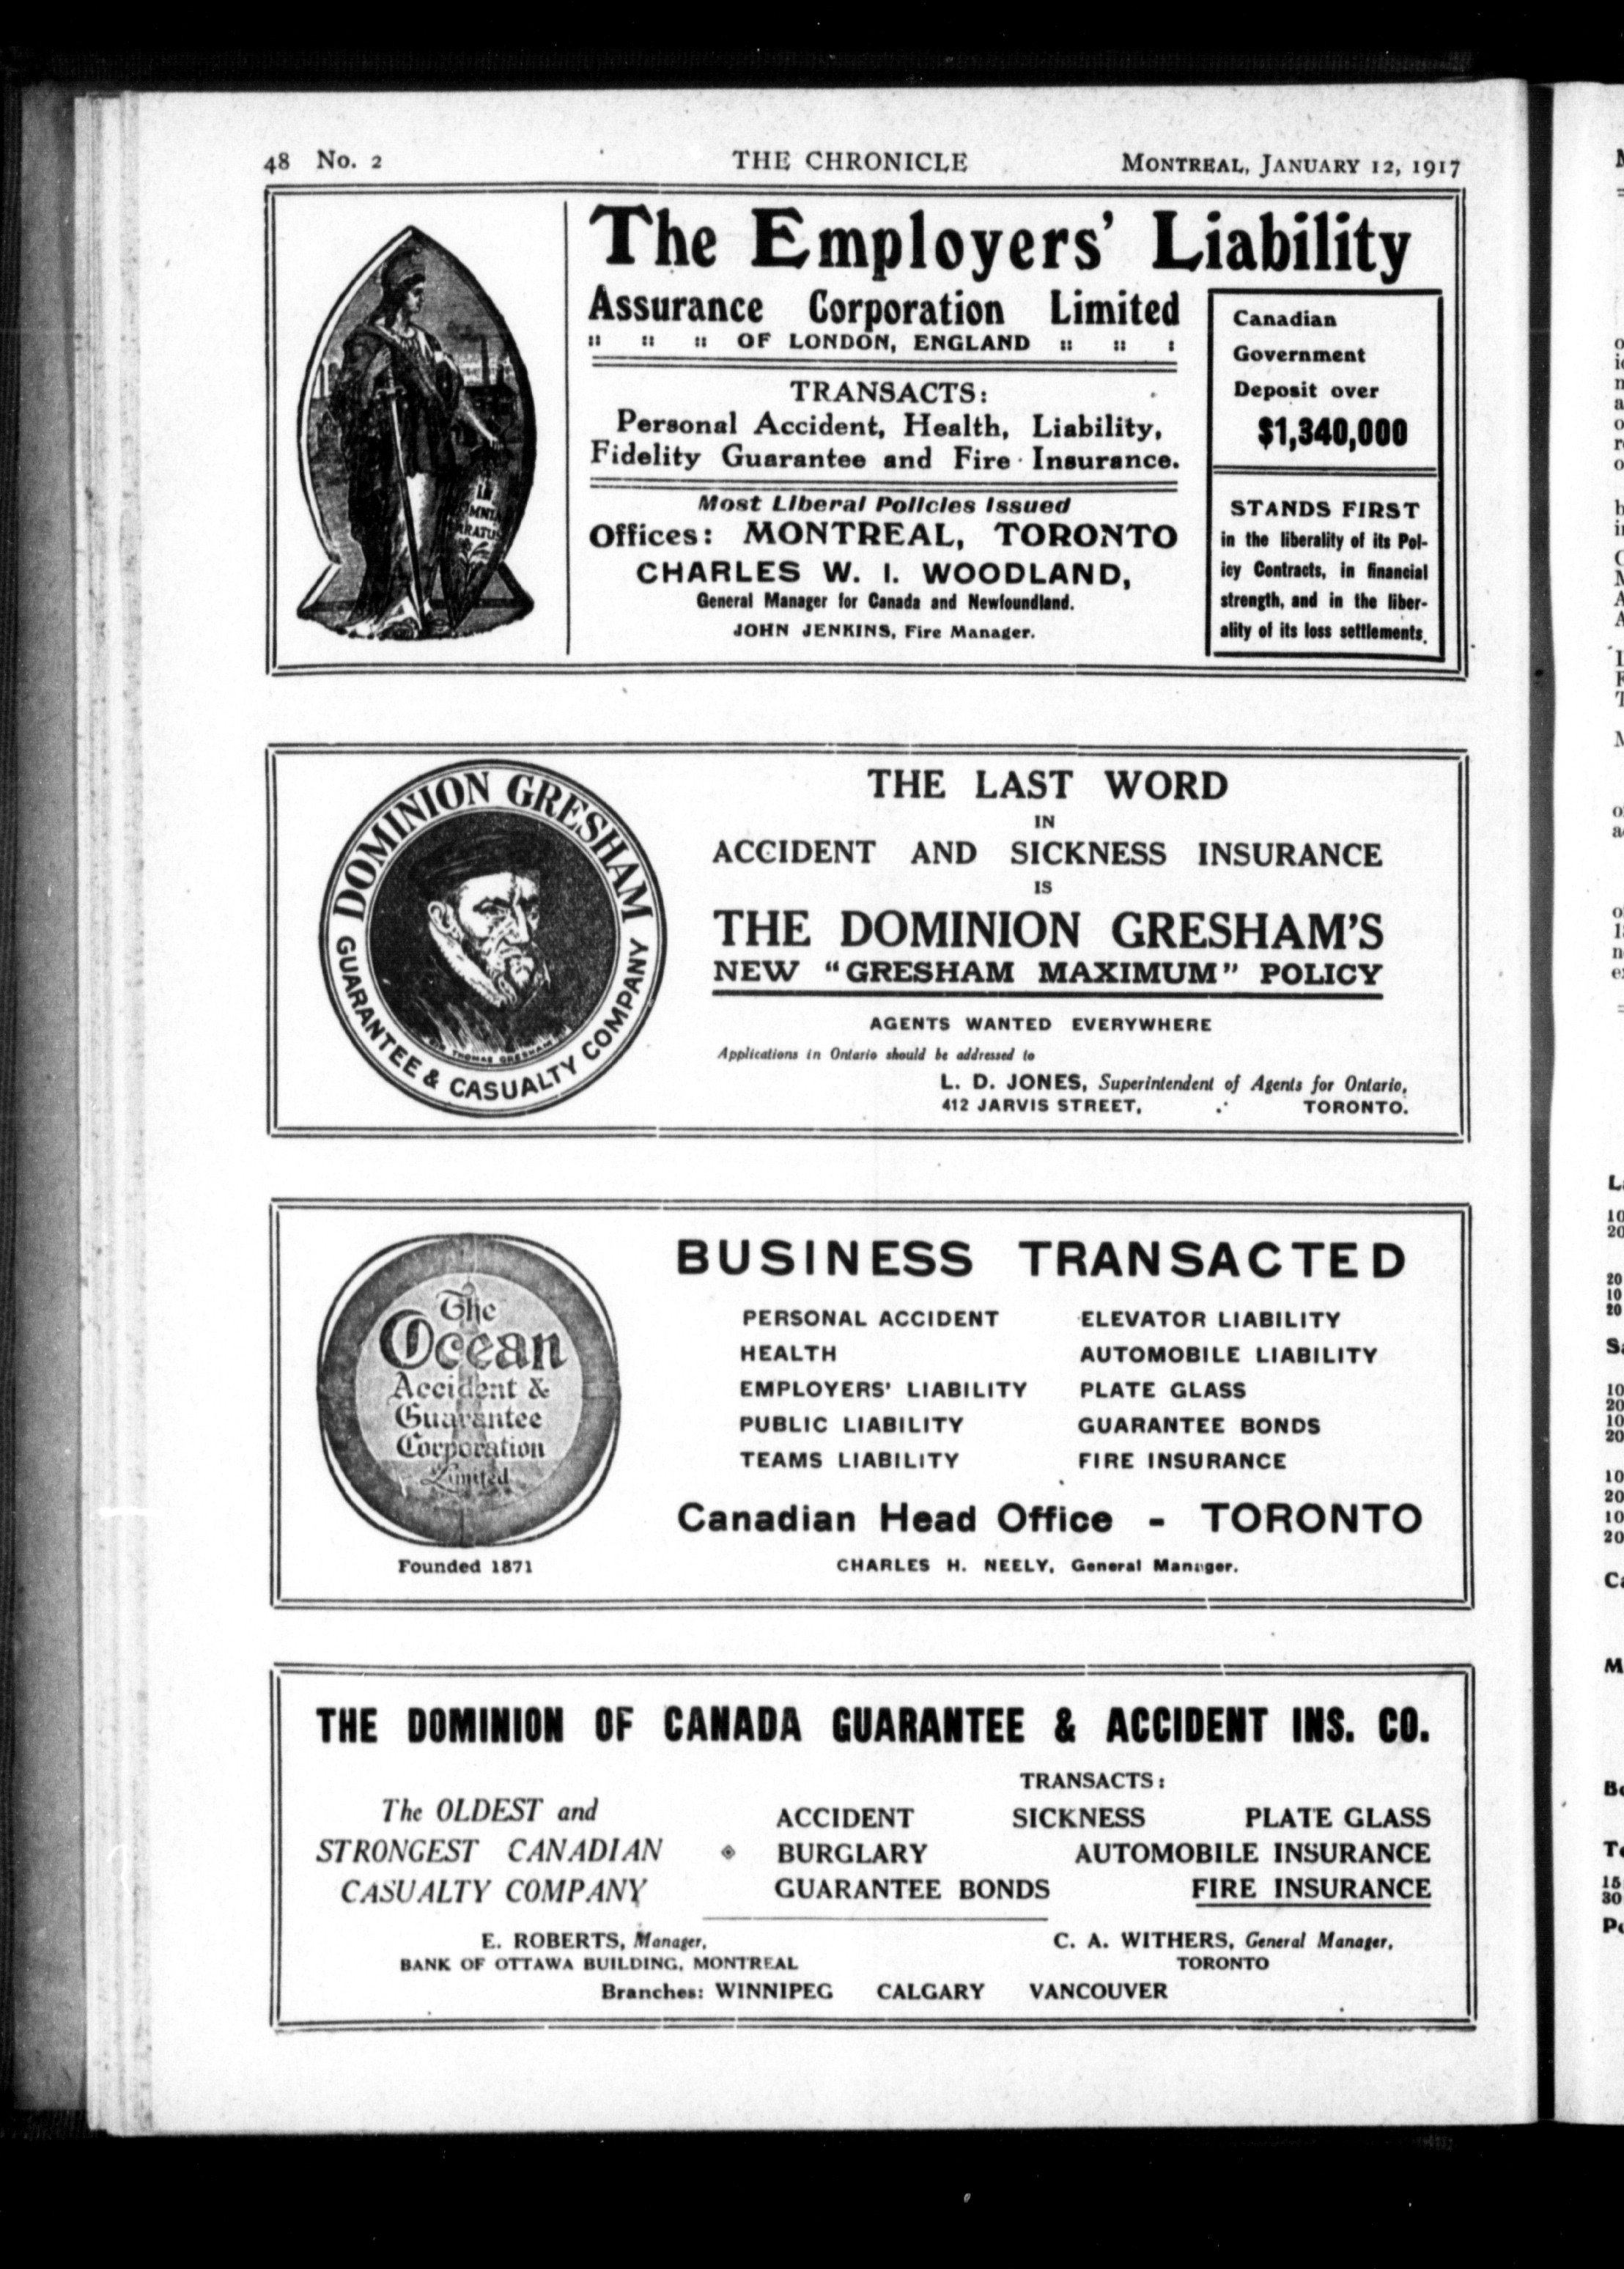 48 No. 2 THE CHRONICLE MONTREAL, JANUARY 12, 1917
The Employers' Liability
Assurance Corporation Limited
:: :: :: OF LONDON, ENGLAND :: :: :
TRANSACTS:
Personal Accident, Health, Liability,
Fidelity Guarantee and Fire Insurance.
Most Liberal Policies Issued
Offices: MONTREAL, TORONTO
CHARLES W. I. WOODLAND,
General Manager for Canada and Newfoundland.
JOHN JENKINS, Fire Manager.
Canadian
Government
Deposit over
$1,340,000
STANDS FIRST
in the liberality of its Pol-
icy Contracts, in financial
strength, and in the liber-
ality of its loss settlements.
DOMINION GRESHAM
GUARANTEE & CASUALTY COMPANY
THOMAS GRESHAM
THE LAST WORD
IN
ACCIDENT AND SICKNESS INSURANCE
IS
THE DOMINION GRESHAM'S
NEW "GRESHAM MAXIMUM" POLICY
AGENTS WANTED EVERYWHERE
Applications in Ontario should be addressed to
L. D. JONES, Superintendent of Agents for Ontario,
412 JARVIS STREET, TORONTO.
The
Ocean
Accident &
Guarantee
Corporation
Limited
Founded 1871
BUSINESS TRANSACTED
PERSONAL ACCIDENT ELEVATOR LIABILITY
HEALTH AUTOMOBILE LIABILITY
EMPLOYERS' LIABILITY PLATE GLASS
PUBLIC LIABILITY GUARANTEE BONDS
TEAMS LIABILITY FIRE INSURANCE
Canadian Head Office - TORONTO
CHARLES H. NEELY, General Manager.
THE DOMINION OF CANADA GUARANTEE & ACCIDENT INS. CO.
The OLDEST and
STRONGEST CANADIAN
CASUALTY COMPANY
TRANSACTS:
ACCIDENT SICKNESS PLATE GLASS
BURGLARY AUTOMOBILE INSURANCE
GUARANTEE BONDS FIRE INSURANCE
E. ROBERTS, Manager,
BANK OF OTTAWA BUILDING, MONTREAL
C. A. WITHERS, General Manager,
TORONTO
Branches: WINNIPEG CALGARY VANCOUVER